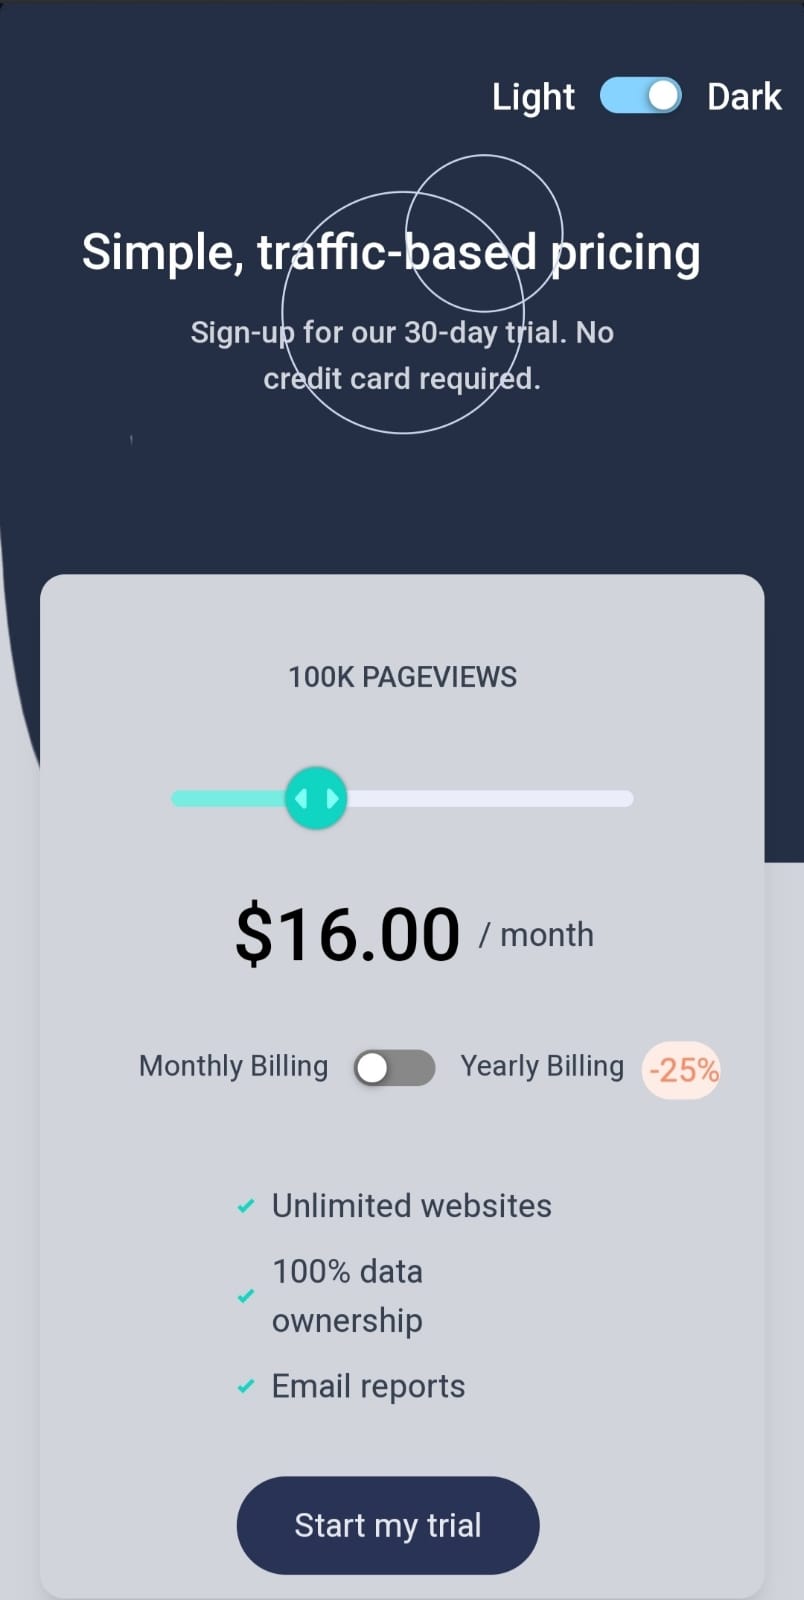 Light Dark
Simple, traffic-based pricing
Sign-up for our 30-day trial. No
credit card required.
100K PAGEVIEWS
$16.00 / month
Monthly Billing Yearly Billing -25%
Unlimited websites
100% data
ownership
Email reports
Start my trial